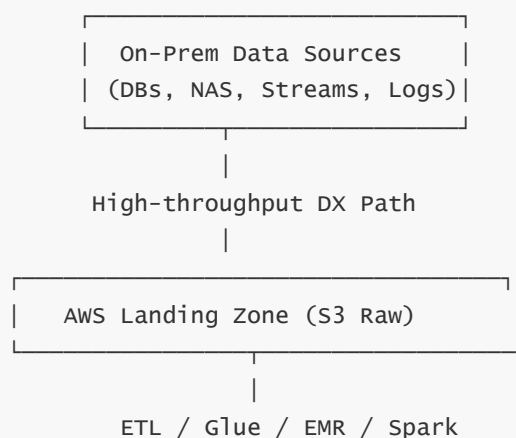 On-Prem Data Sources
(DBs, NAS, Streams, Logs)
High-throughput DX Path
AWS Landing Zone (S3 Raw)
ETL / Glue / EMR / Spark